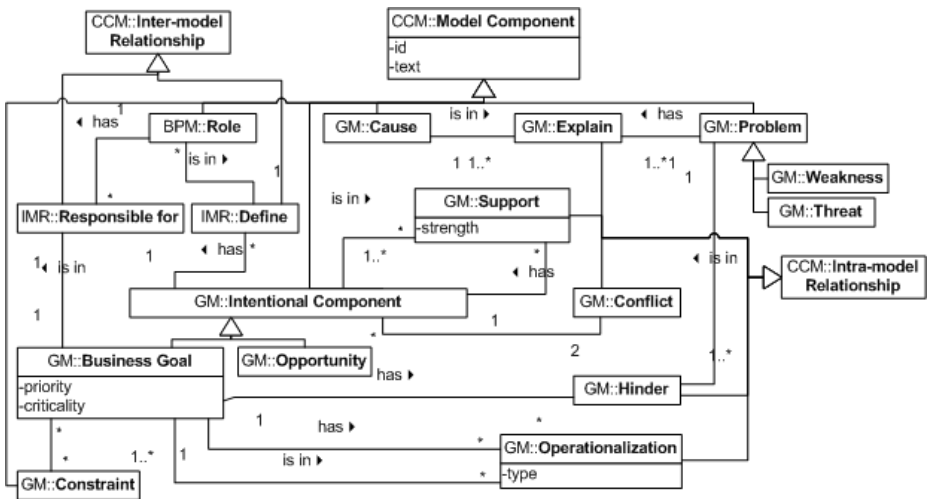 CCM::Inter-model
Relationship
CCM::Model Component
-id
-text
1
◄ has
BPM::Role
is in ►
◄ has
GM::Cause
GM::Explain
GM::Problem
*
is in ►
1
1
1..*
1..*
1
1
GM::Weakness
GM::Threat
*
is in ►
GM::Support
-strength
IMR::Responsible for
IMR::Define
1
◄ is in
1
◄ has
*
*
1..*
*
◄ has
◄ is in
CCM::Intra-model
Relationship
GM::Intentional Component
GM::Conflict
1
*
1
2
1..*
GM::Business Goal
-priority
-criticality
GM::Opportunity
has ►
GM::Hinder
1
has ►
*
*
*
GM::Operationalization
-type
*
1..*
1
is in ►
*
GM::Constraint